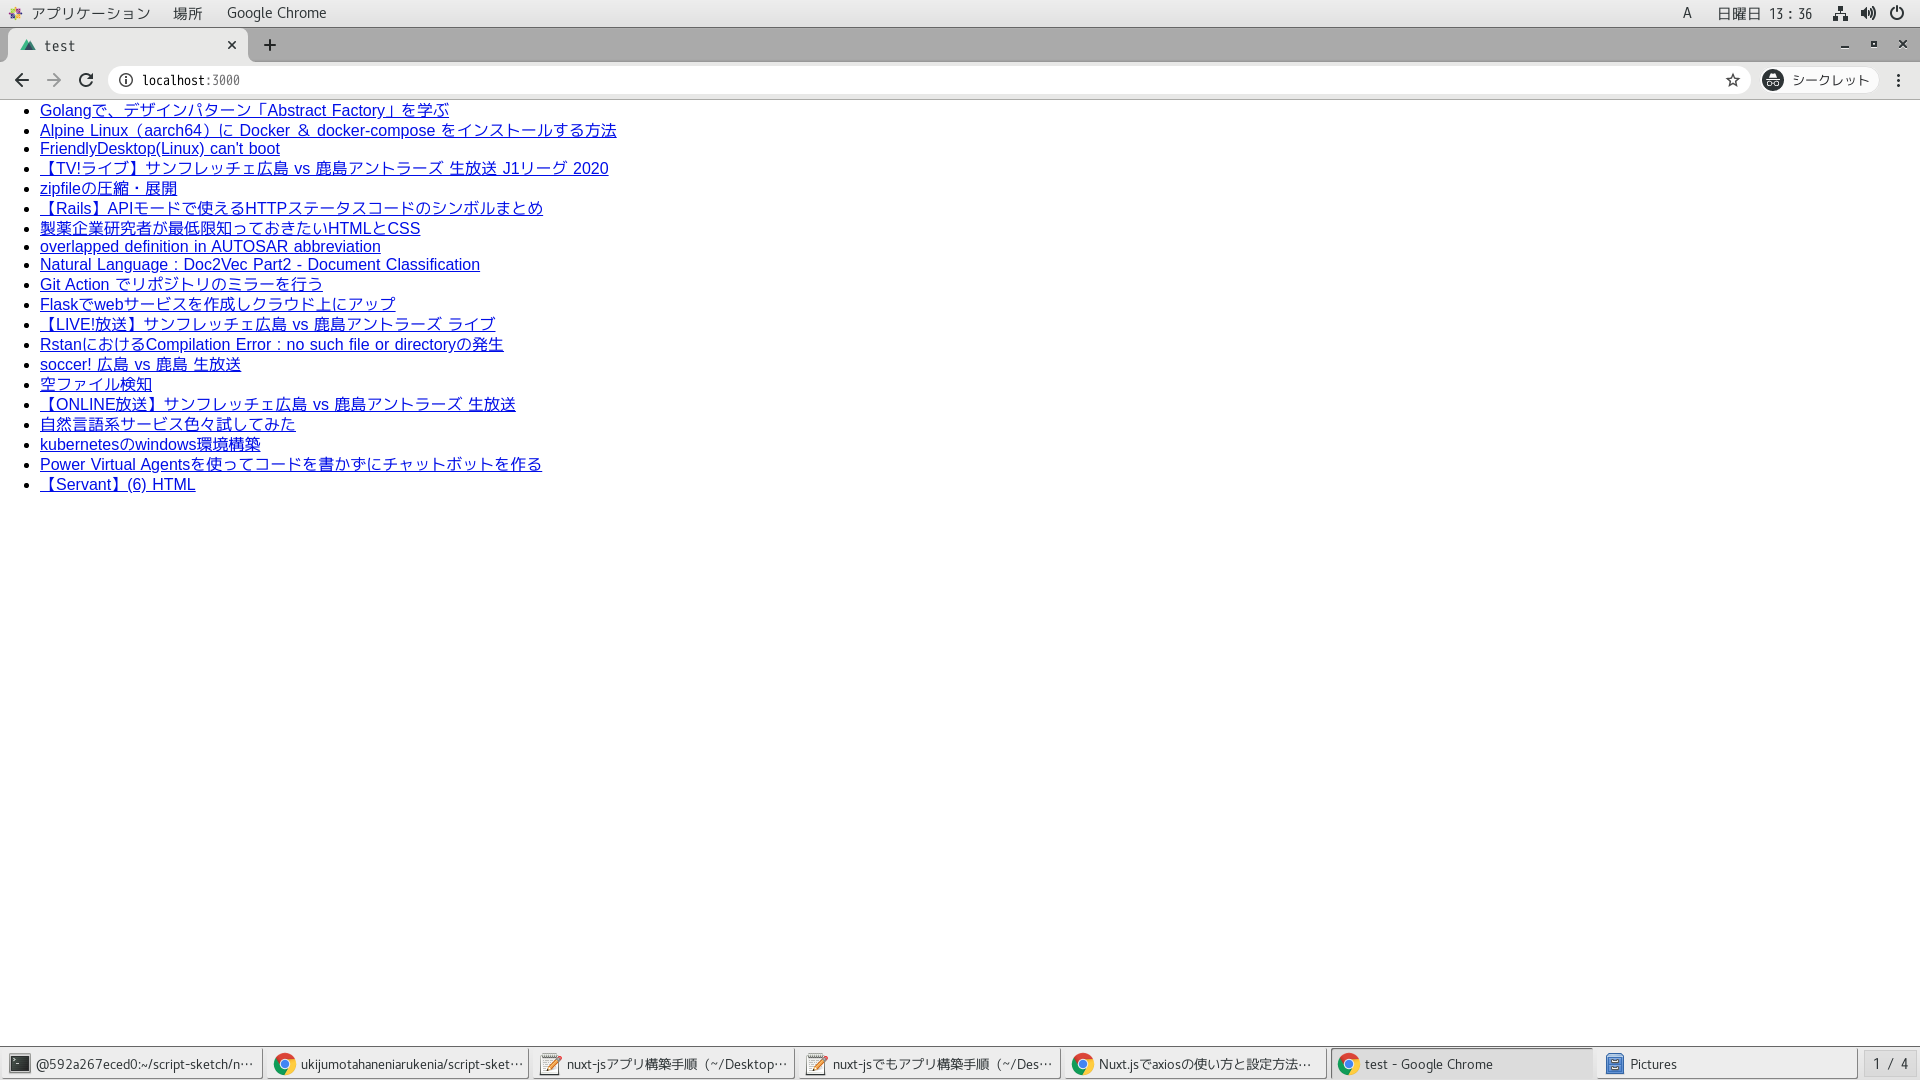 アプリケーション 場所 Google Chrome A 日曜日 13：36
test
localhost:3000 シークレット
Golangで、デザインパターン「Abstract Factory」を学ぶ
Alpine Linux（aarch64）に Docker ＆ docker-compose をインストールする方法
FriendlyDesktop(Linux) can't boot
【TV!ライブ】サンフレッチェ広島 vs 鹿島アントラーズ 生放送 J1リーグ 2020
zipfileの圧縮・展開
【Rails】APIモードで使えるHTTPステータスコードのシンボルまとめ
製薬企業研究者が最低限知っておきたいHTMLとCSS
overlapped definition in AUTOSAR abbreviation
Natural Language : Doc2Vec Part2 - Document Classification
Git Action でリポジトリのミラーを行う
Flaskでwebサービスを作成しクラウド上にアップ
【LIVE!放送】サンフレッチェ広島 vs 鹿島アントラーズ ライブ
RstanにおけるCompilation Error : no such file or directoryの発生
soccer! 広島 vs 鹿島 生放送
空ファイル検知
【ONLINE放送】サンフレッチェ広島 vs 鹿島アントラーズ 生放送
自然言語系サービス色々試してみた
kubernetesのwindows環境構築
Power Virtual Agentsを使ってコードを書かずにチャットボットを作る
【Servant】(6) HTML
@592a267eced0:~/script-sketch/n… ukijumotahaneniarukenia/script-sket… nuxt-jsアプリ構築手順（~/Desktop… nuxt-jsでもアプリ構築手順（~/Des… Nuxt.jsでaxiosの使い方と設定方法… test - Google Chrome Pictures 1 / 4